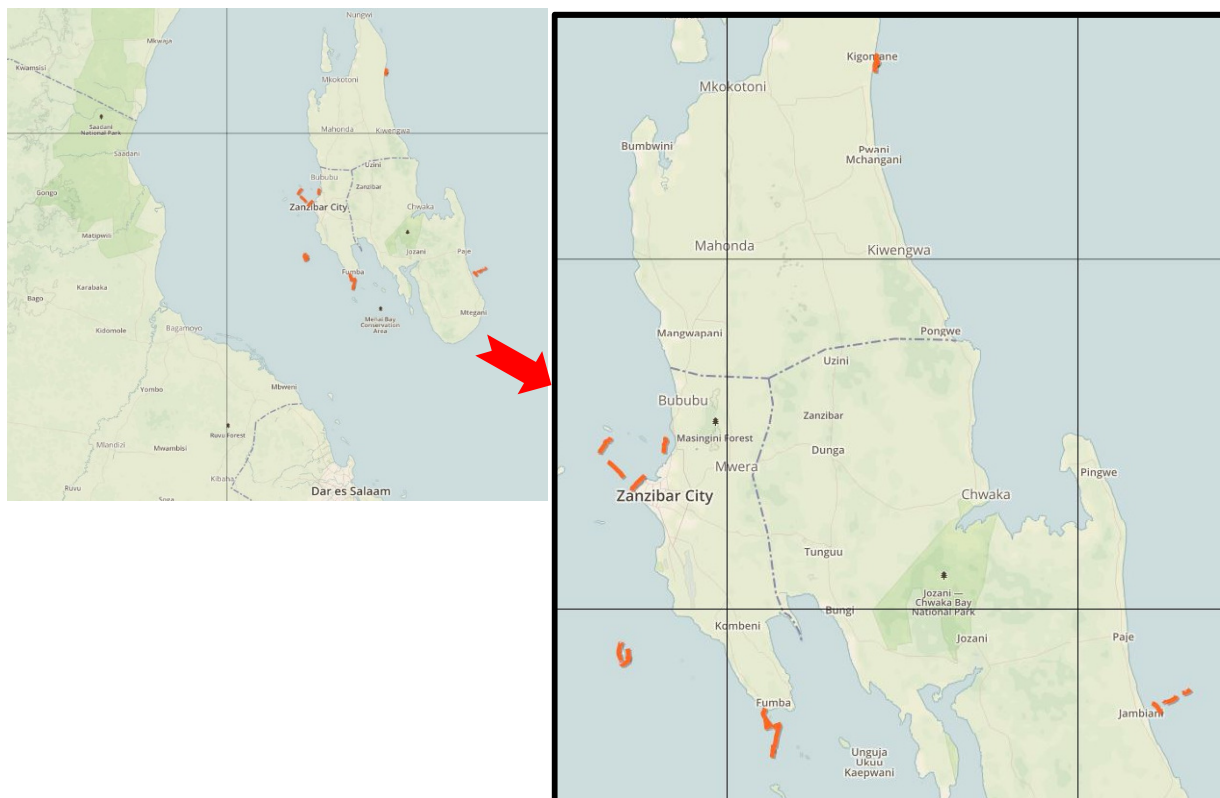 Nungwi
Mkwaja
Kwamsisi
Mkokotoni
Saadani
National Park
Mahonda
Kiwengwa
Saadani
Uzini
Bububu
Zanzibar
Gongo
Zanzibar City
Chwaka
Matipwili
Jozani
Paje
Fumba
Karabaka
Bago
Menai Bay
Conservation
Area
Mtegani
Kidomole
Bagamoyo
Yombo
Mbweni
Mlandizi
Mwambisi
Ruvu Forest
Kibaha
Ruvu
Dar es Salaam
Kigomane
Mkokotoni
Bumbwini
Pwani
Mchangani
Mahonda
Kiwengwa
Mangwapani
Pongwe
Uzini
Bububu
Zanzibar
Masingini Forest
Dunga
Mwera
Pingwe
Zanzibar City
Chwaka
Tunguu
Jozani —
Chwaka Bay
National Park
Bungi
Kombeni
Jozani
Paje
Fumba
Jambiani
Unguja
Ukuu
Kaepwani